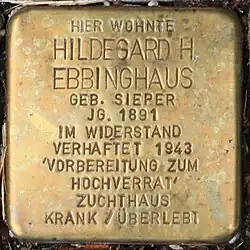 HIER WOHNTE
HILDEGARD H.
EBBINGHAUS
GEB. SIEPER
JG. 1891
IM WIDERSTAND
VERHAFTET 1943
'VORBEREITUNG ZUM
HOCHVERRAT'
ZUCHTHAUS
KRANK / ÜBERLEBT